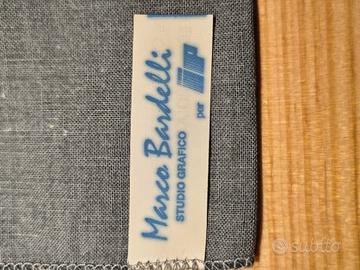 Marco Bardelli
STUDIO GRAFICO
per
subito